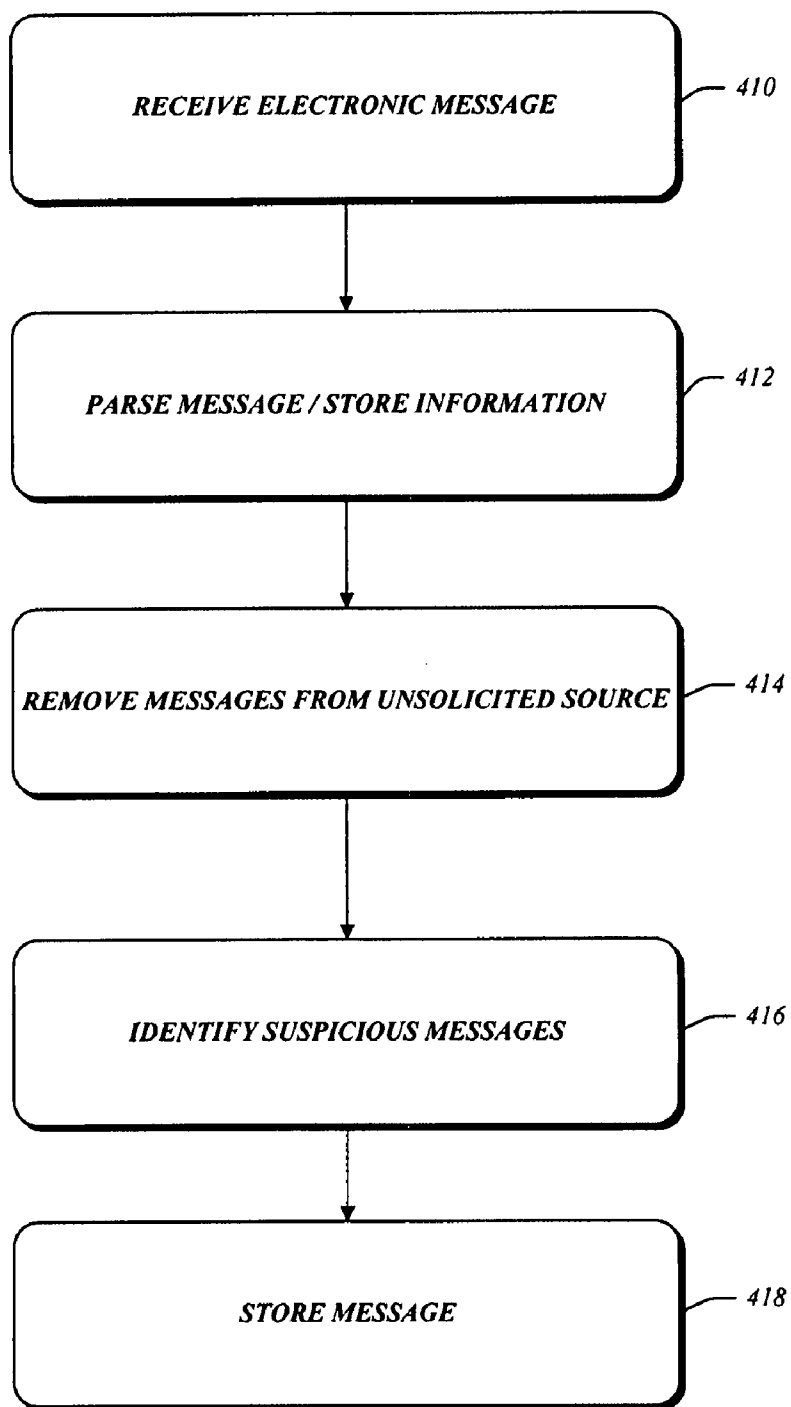 RECEIVE ELECTRONIC MESSAGE
410
PARSE MESSAGE / STORE INFORMATION
412
REMOVE MESSAGES FROM UNSOLICITED SOURCE
414
IDENTIFY SUSPICIOUS MESSAGES
416
STORE MESSAGE
418